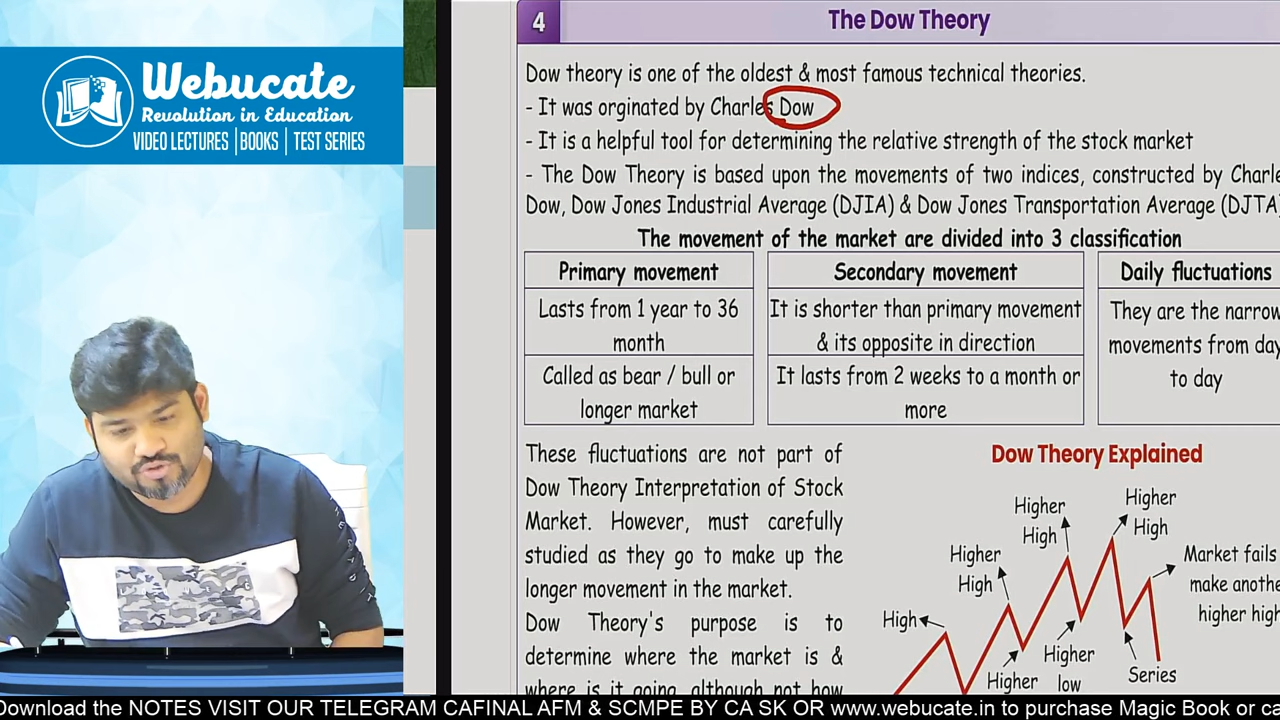 Webucate
Revolution in Education
VIDEO LECTURES | BOOKS | TEST SERIES
4
The Dow Theory
Dow theory is one of the oldest & most famous technical theories.
- It was orginated by Charles Dow
- It is a helpful tool for determining the relative strength of the stock market
- The Dow Theory is based upon the movements of two indices, constructed by Charle
Dow, Dow Jones Industrial Average (DJIA) & Dow Jones Transportation Average (DJTA)
The movement of the market are divided into 3 classification
Primary movement
Lasts from 1 year to 36
month
Called as bear / bull or
longer market
Secondary movement
It is shorter than primary movement
& its opposite in direction
It lasts from 2 weeks to a month or
more
Daily fluctuations
They are the narrow
movements from day
to day
These fluctuations are not part of
Dow Theory Interpretation of Stock
Market. However, must carefully
studied as they go to make up the
longer movement in the market.
Dow Theory's purpose is to
determine where the market is &
where is it going, although not how
Dow Theory Explained
Higher
High
Higher
High
Higher
High
High
Market fails
make anothe
higher high
Higher
Higher
low
Series
Download the NOTES VISIT OUR TELEGRAM CAFINAL AFM & SCMPE BY CA SK OR www.webucate.in to purchase Magic Book or ca